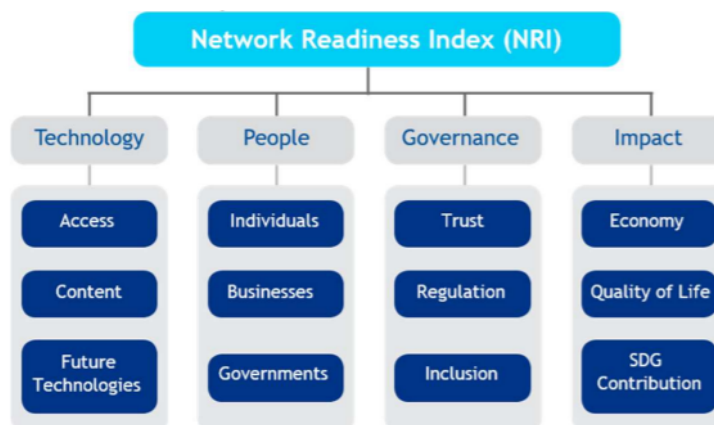 Network Readiness Index (NRI)
Technology
People
Governance
Impact
Access
Individuals
Trust
Economy
Content
Businesses
Regulation
Quality of Life
Future
Technologies
Governments
Inclusion
SDG
Contribution